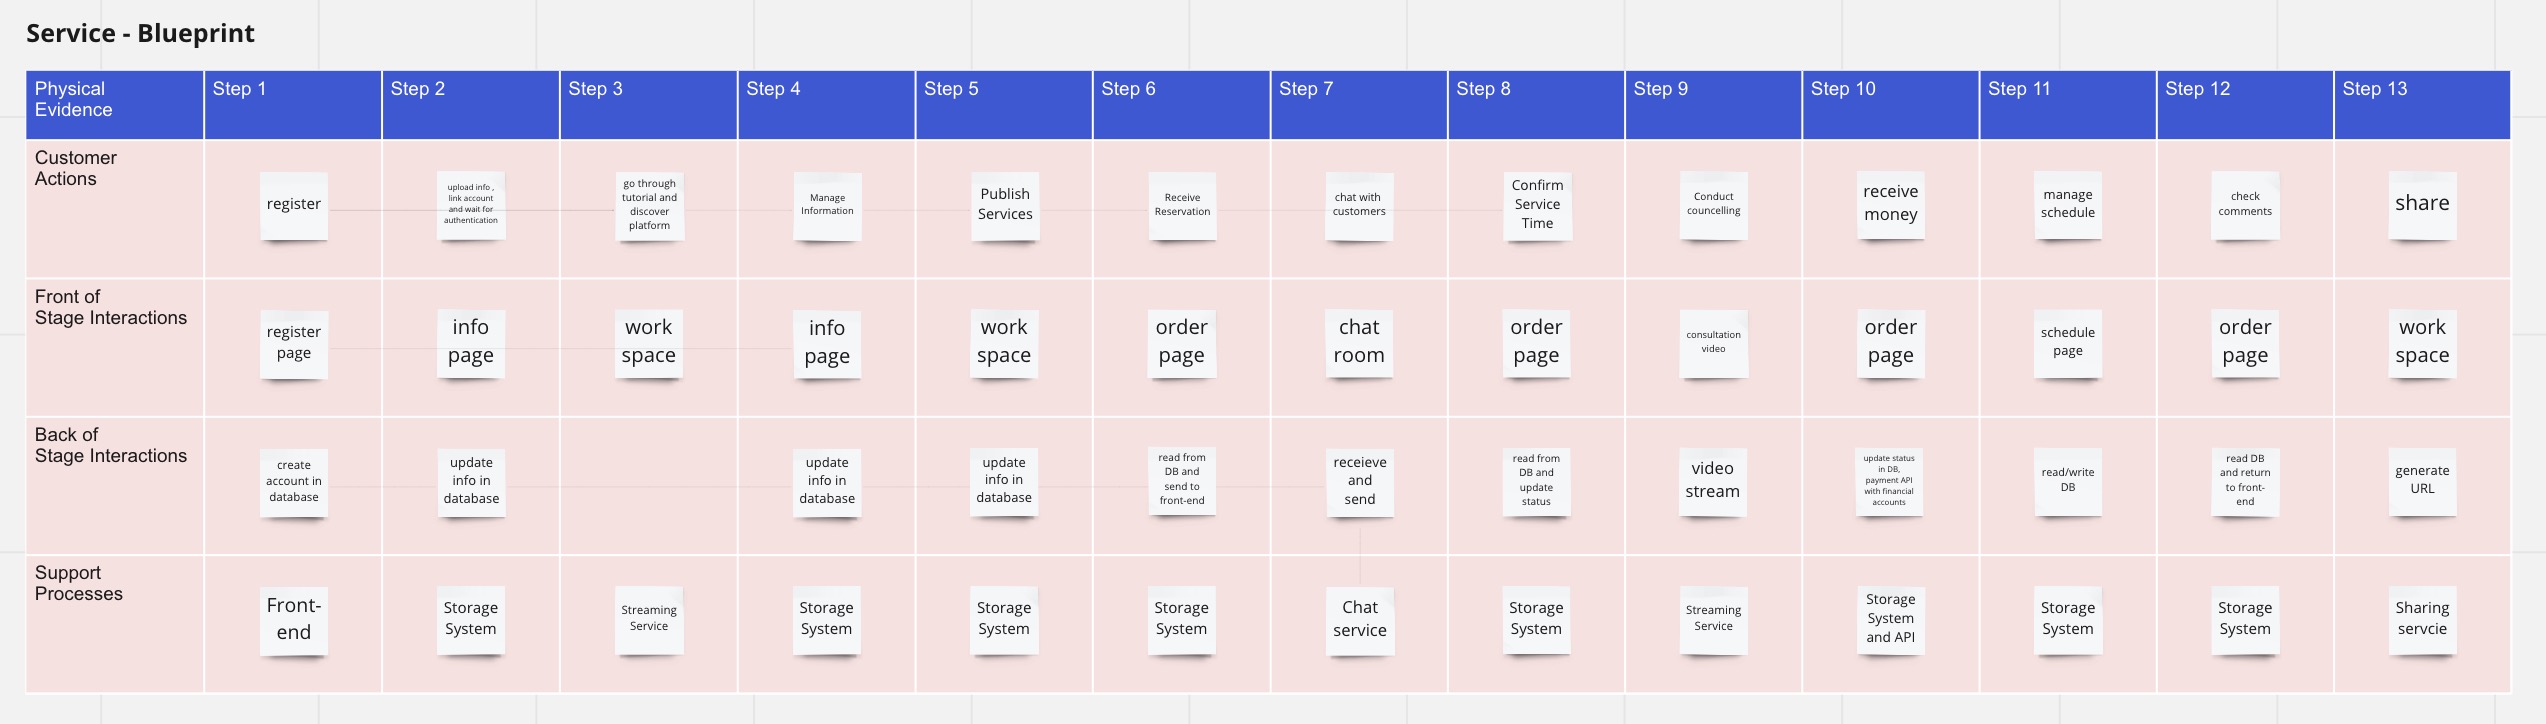 Service - Blueprint
Physical
Evidence
Step 1
Step 2
Step 3
Step 4
Step 5
Step 6
Step 7
Step 8
Step 9
Step 10
Step 11
Step 12
Step 13
Customer
Actions
register
upload info ,
link account
and wait for
authentication
go through
tutorial and
discover
platform
Manage
Information
Publish
Services
Receive
Reservation
chat with
customers
Confirm
Service
Time
Conduct
councelling
receive
money
manage
schedule
check
comments
share
Front of
Stage Interactions
register
page
info
page
work
space
info
page
work
space
order
page
chat
room
order
page
consultation
video
order
page
schedule
page
order
page
work
space
Back of
Stage Interactions
create
account in
database
update
info in
database
update
info in
database
update
info in
database
read from
DB and
send to
front-end
receieve
and
send
read from
DB and
update
status
video
stream
update status
in DB,
payment API
with financial
accounts
read/write
DB
read DB
and return
to front-
end
generate
URL
Support
Processes
Front-
end
Storage
System
Streaming
Service
Storage
System
Storage
System
Storage
System
Chat
service
Storage
System
Streaming
Service
Storage
System
and API
Storage
System
Storage
System
Sharing
servcie